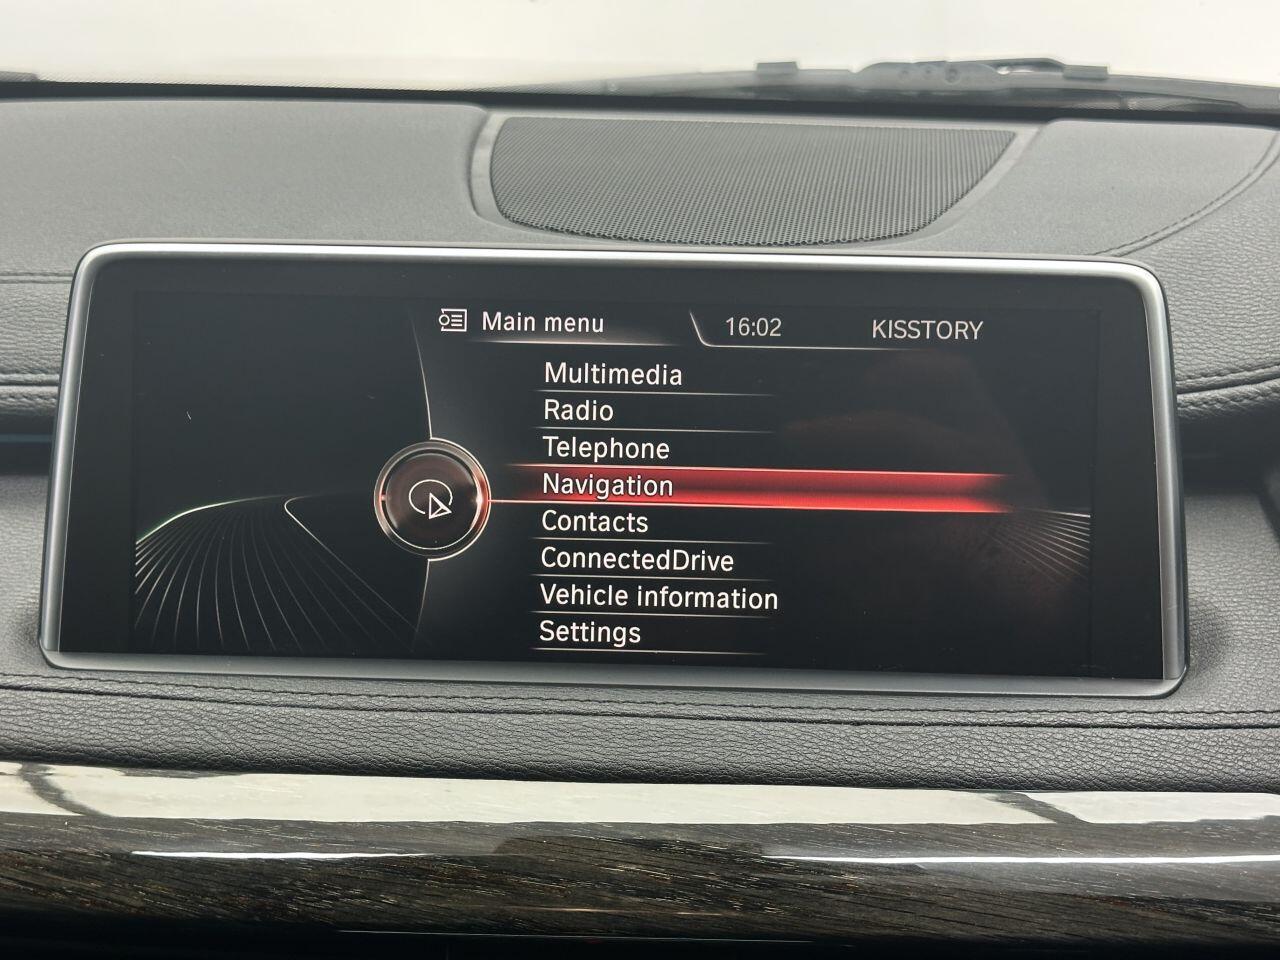 Main menu 16:02 KISSTORY
Multimedia
Radio
Telephone
Navigation
Contacts
ConnectedDrive
Vehicle information
Settings